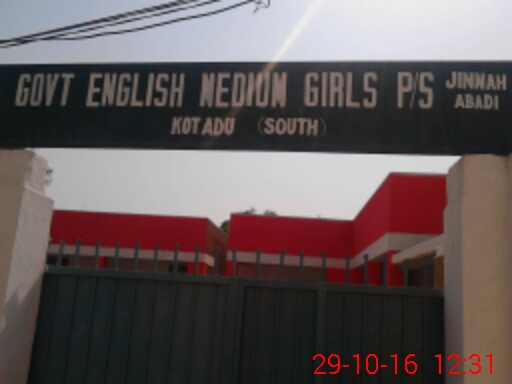 GOVT ENGLISH MEDIUM GIRLS P/S JINNAH ABADI
KOTADU (SOUTH)
29-10-16 12:31